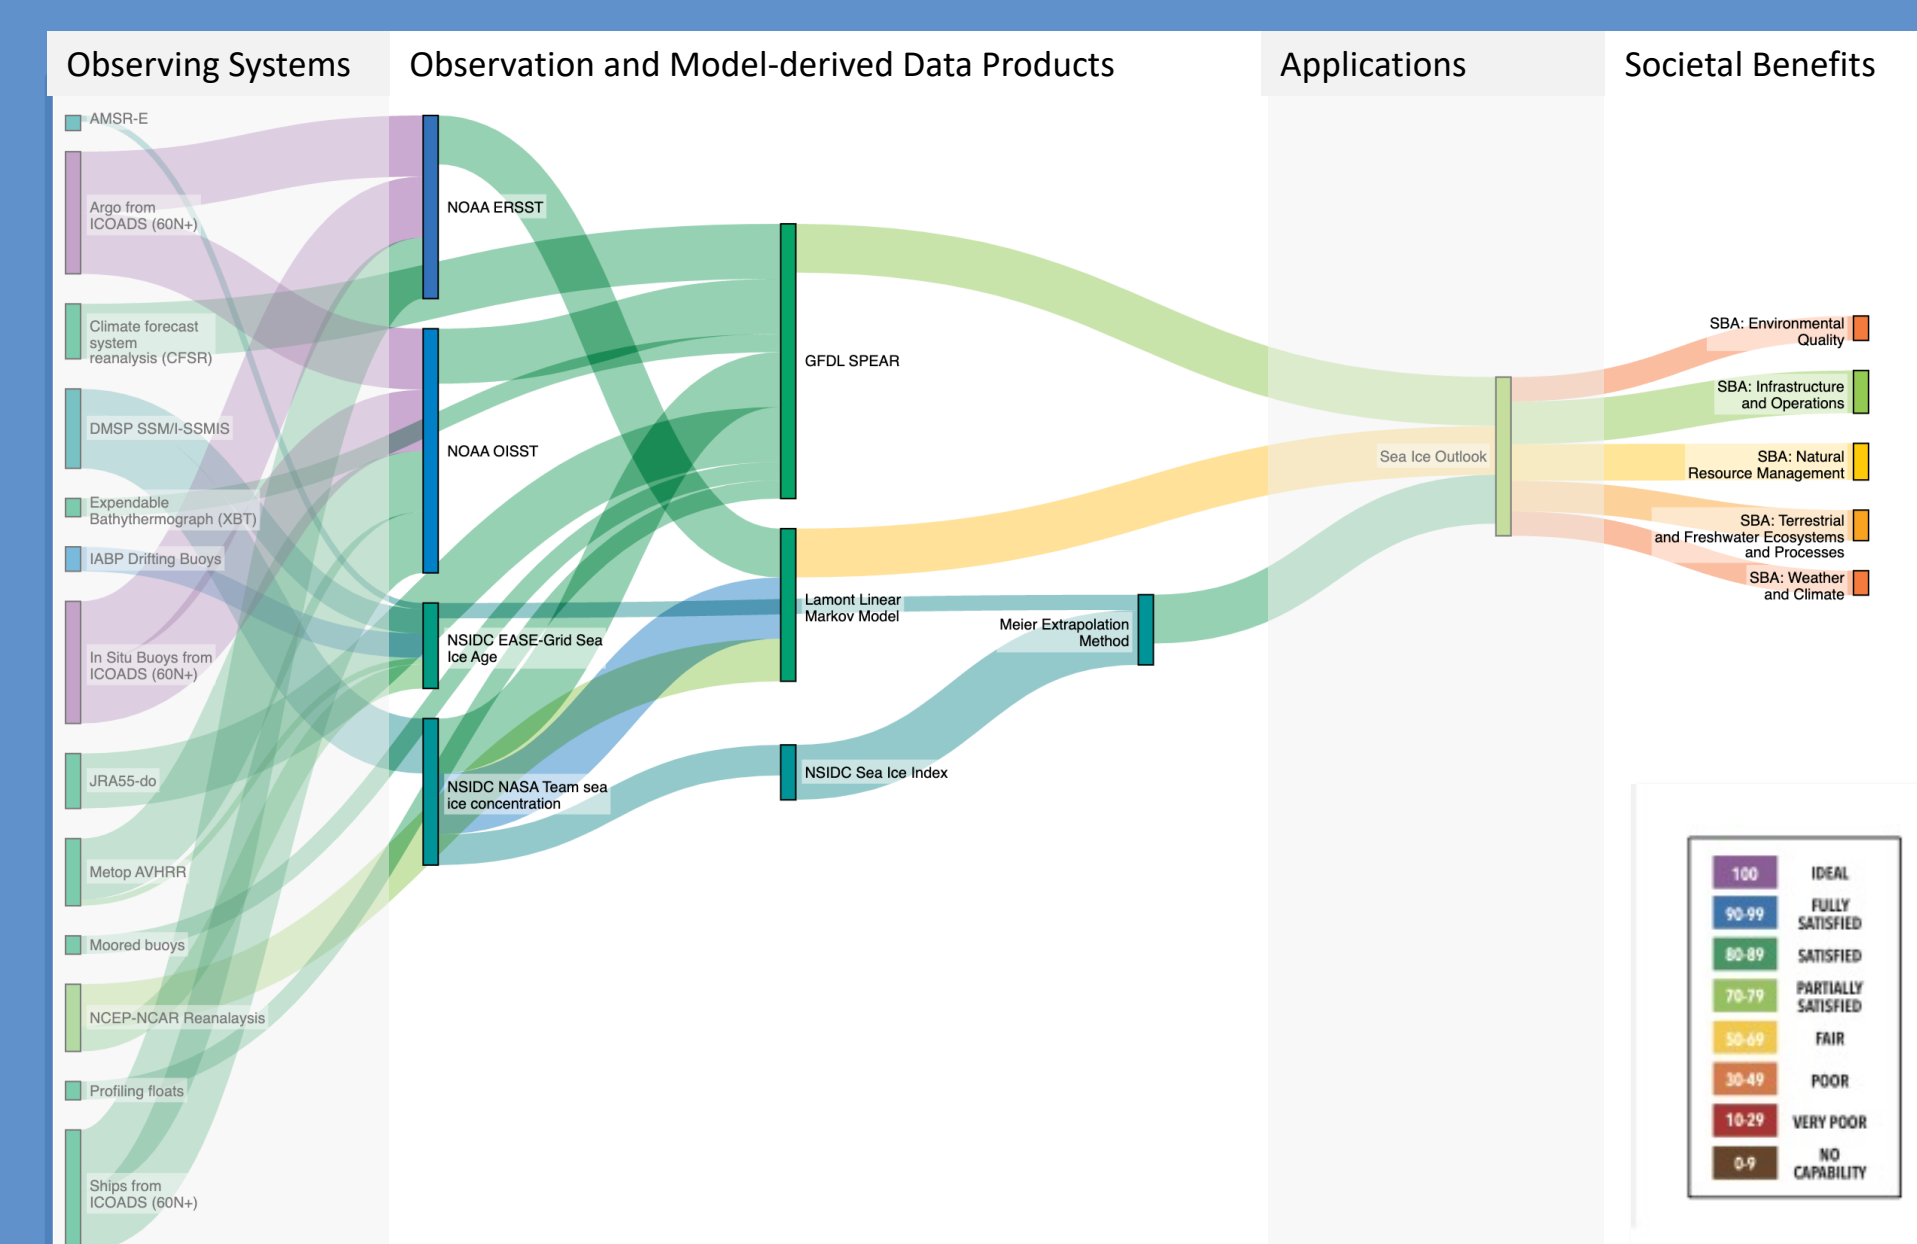 Observing Systems
Observation and Model-derived Data Products
Applications
Societal Benefits
AMSR-E
Argo from
ICOADS (60N+)
Climate forecast
system
reanalysis (CFSR)
DMSP SSM/I-SSMIS
Expendable
Bathythermograph (XBT)
IABP Drifting Buoys
In Situ Buoys from
ICOADS (60N+)
JRA55-do
Metop AVHRR
Moored buoys
NCEP-NCAR Reanalaysis
Profiling floats
Ships from
ICOADS (60N+)
NOAA ERSST
NOAA OISST
NSIDC EASE-Grid Sea
Ice Age
NSIDC NASA Team sea
ice concentration
GFDL SPEAR
Lamont Linear
Markov Model
NSIDC Sea Ice Index
Meier Extrapolation
Method
Sea Ice Outlook
SBA: Environmental
Quality
SBA: Infrastructure
and Operations
SBA: Natural
Resource Management
SBA: Terrestrial
and Freshwater Ecosystems
and Processes
SBA: Weather
and Climate
100 IDEAL
90-99 FULLY
SATISFIED
80-89 SATISFIED
70-79 PARTIALLY
SATISFIED
50-69 FAIR
30-49 POOR
10-29 VERY POOR
0-9 NO
CAPABILITY